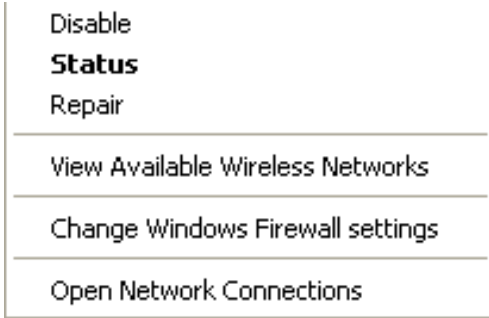 Disable
Status
Repair
View Available Wireless Networks
Change Windows Firewall settings
Open Network Connections